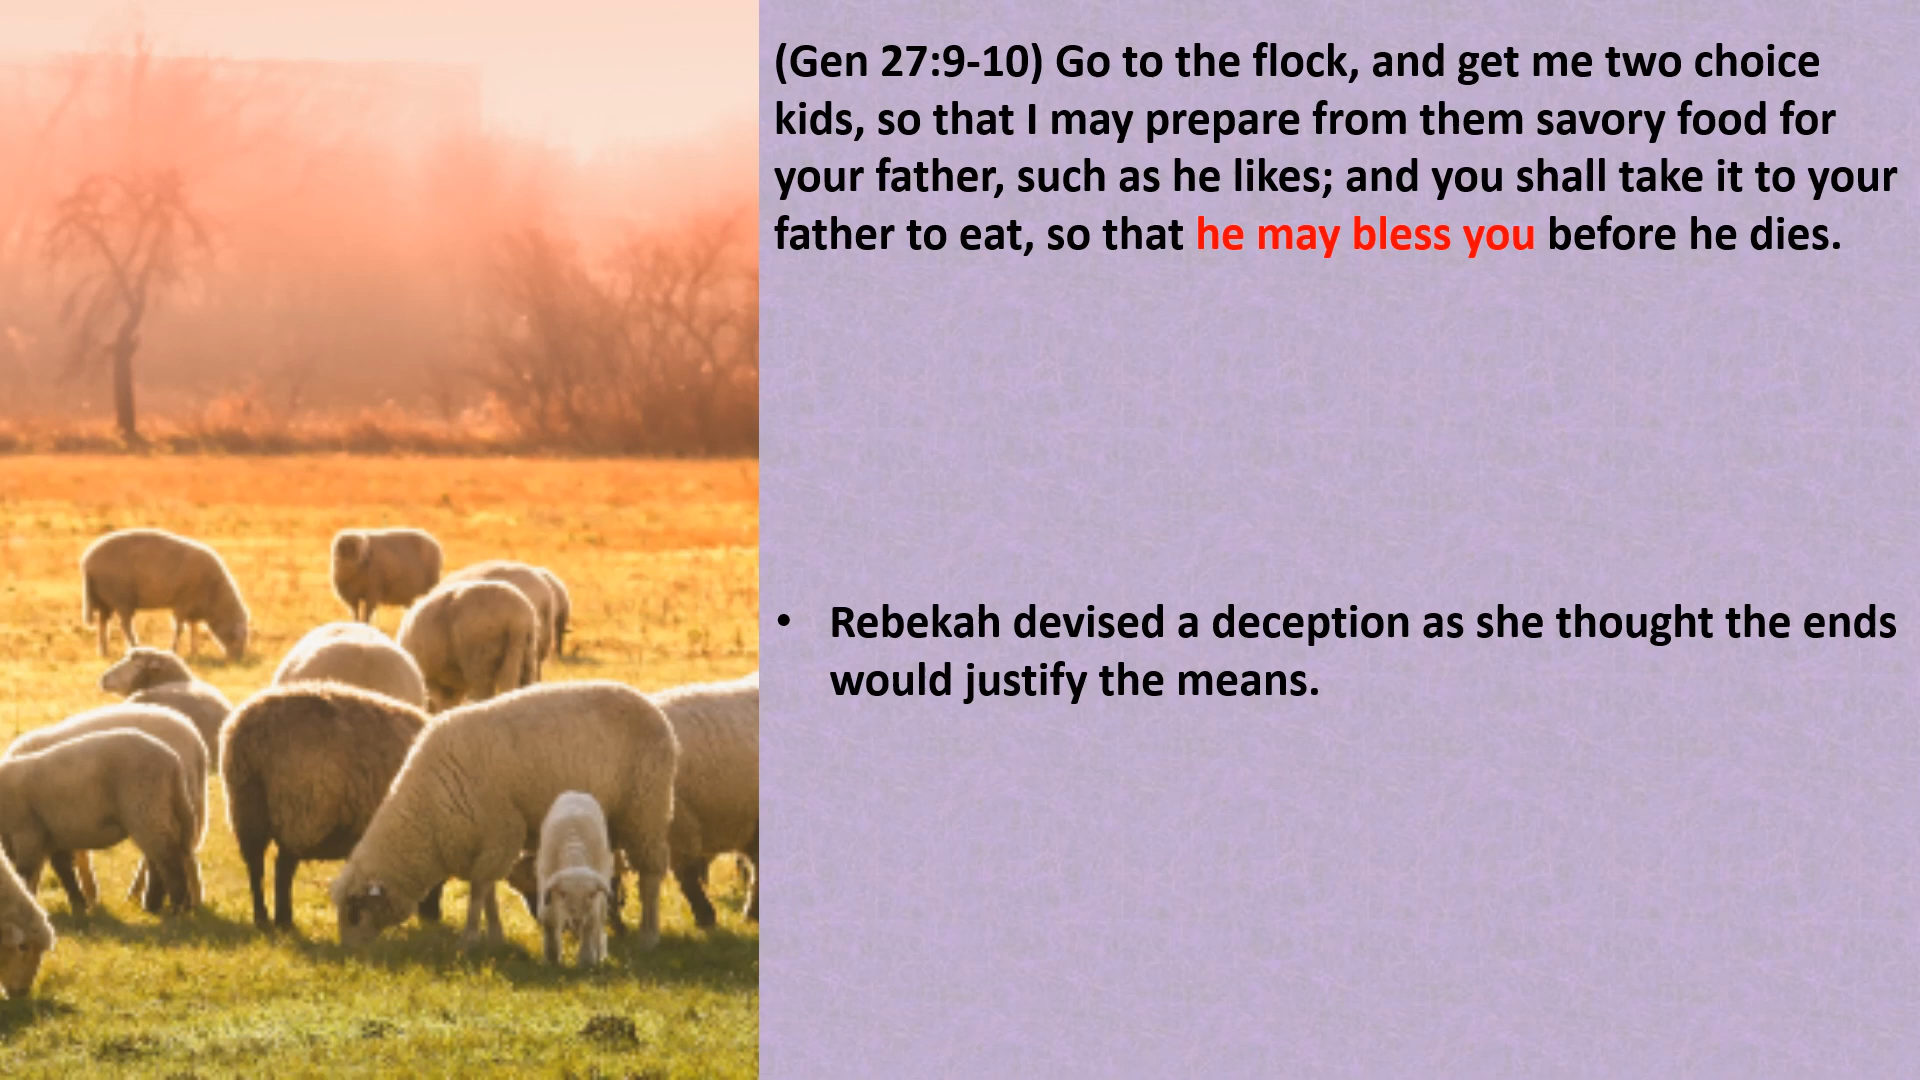 (Gen 27:9-10) Go to the flock, and get me two choice
kids, so that I may prepare from them savory food for
your father, such as he likes; and you shall take it to your
father to eat, so that he may bless you before he dies.
• Rebekah devised a deception as she thought the ends
would justify the means.